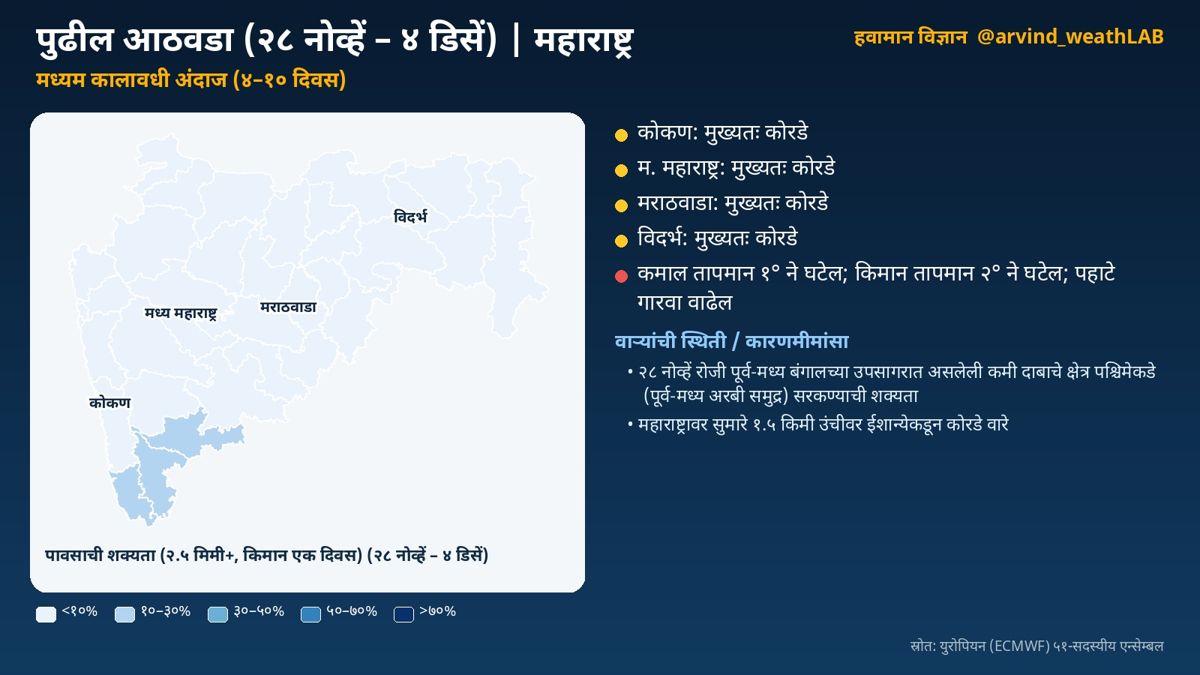 पुढील आठवडा (२८ नोव्हें – ४ डिसें) | महाराष्ट्र
हवामान विज्ञान @arvind_weathLAB
मध्यम कालावधी अंदाज (४–१० दिवस)
विदर्भ
मध्य महाराष्ट्र
मराठवाडा
कोकण
पावसाची शक्यता (२.५ मिमी+, किमान एक दिवस) (२८ नोव्हें – ४ डिसें)
<१०%
१०–३०%
३०–५०%
५०–७०%
>७०%
कोकण: मुख्यतः कोरडे
म. महाराष्ट्र: मुख्यतः कोरडे
मराठवाडा: मुख्यतः कोरडे
विदर्भ: मुख्यतः कोरडे
कमाल तापमान १° ने घटेल; किमान तापमान २° ने घटेल; पहाटे
गारवा वाढेल
वाऱ्यांची स्थिती / कारणमीमांसा
• २८ नोव्हें रोजी पूर्व-मध्य बंगालच्या उपसागरात असलेली कमी दाबाचे क्षेत्र पश्चिमेकडे
(पूर्व-मध्य अरबी समुद्र) सरकण्याची शक्यता
• महाराष्ट्रावर सुमारे १.५ किमी उंचीवर ईशान्येकडून कोरडे वारे
स्रोत: युरोपियन (ECMWF) ५१-सदस्यीय एन्सेम्बल